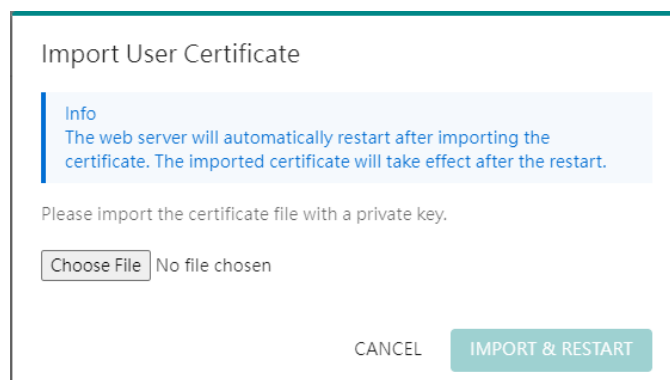 Import User Certificate
Info
The web server will automatically restart after importing the
certificate. The imported certificate will take effect after the restart.
Please import the certificate file with a private key.
Choose File No file chosen
CANCEL IMPORT & RESTART